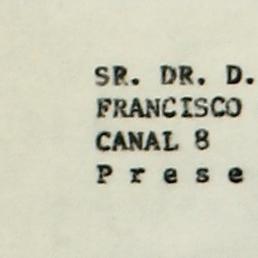 SR. DR. D.
FRANCISCO
CANAL 8
P r e s e